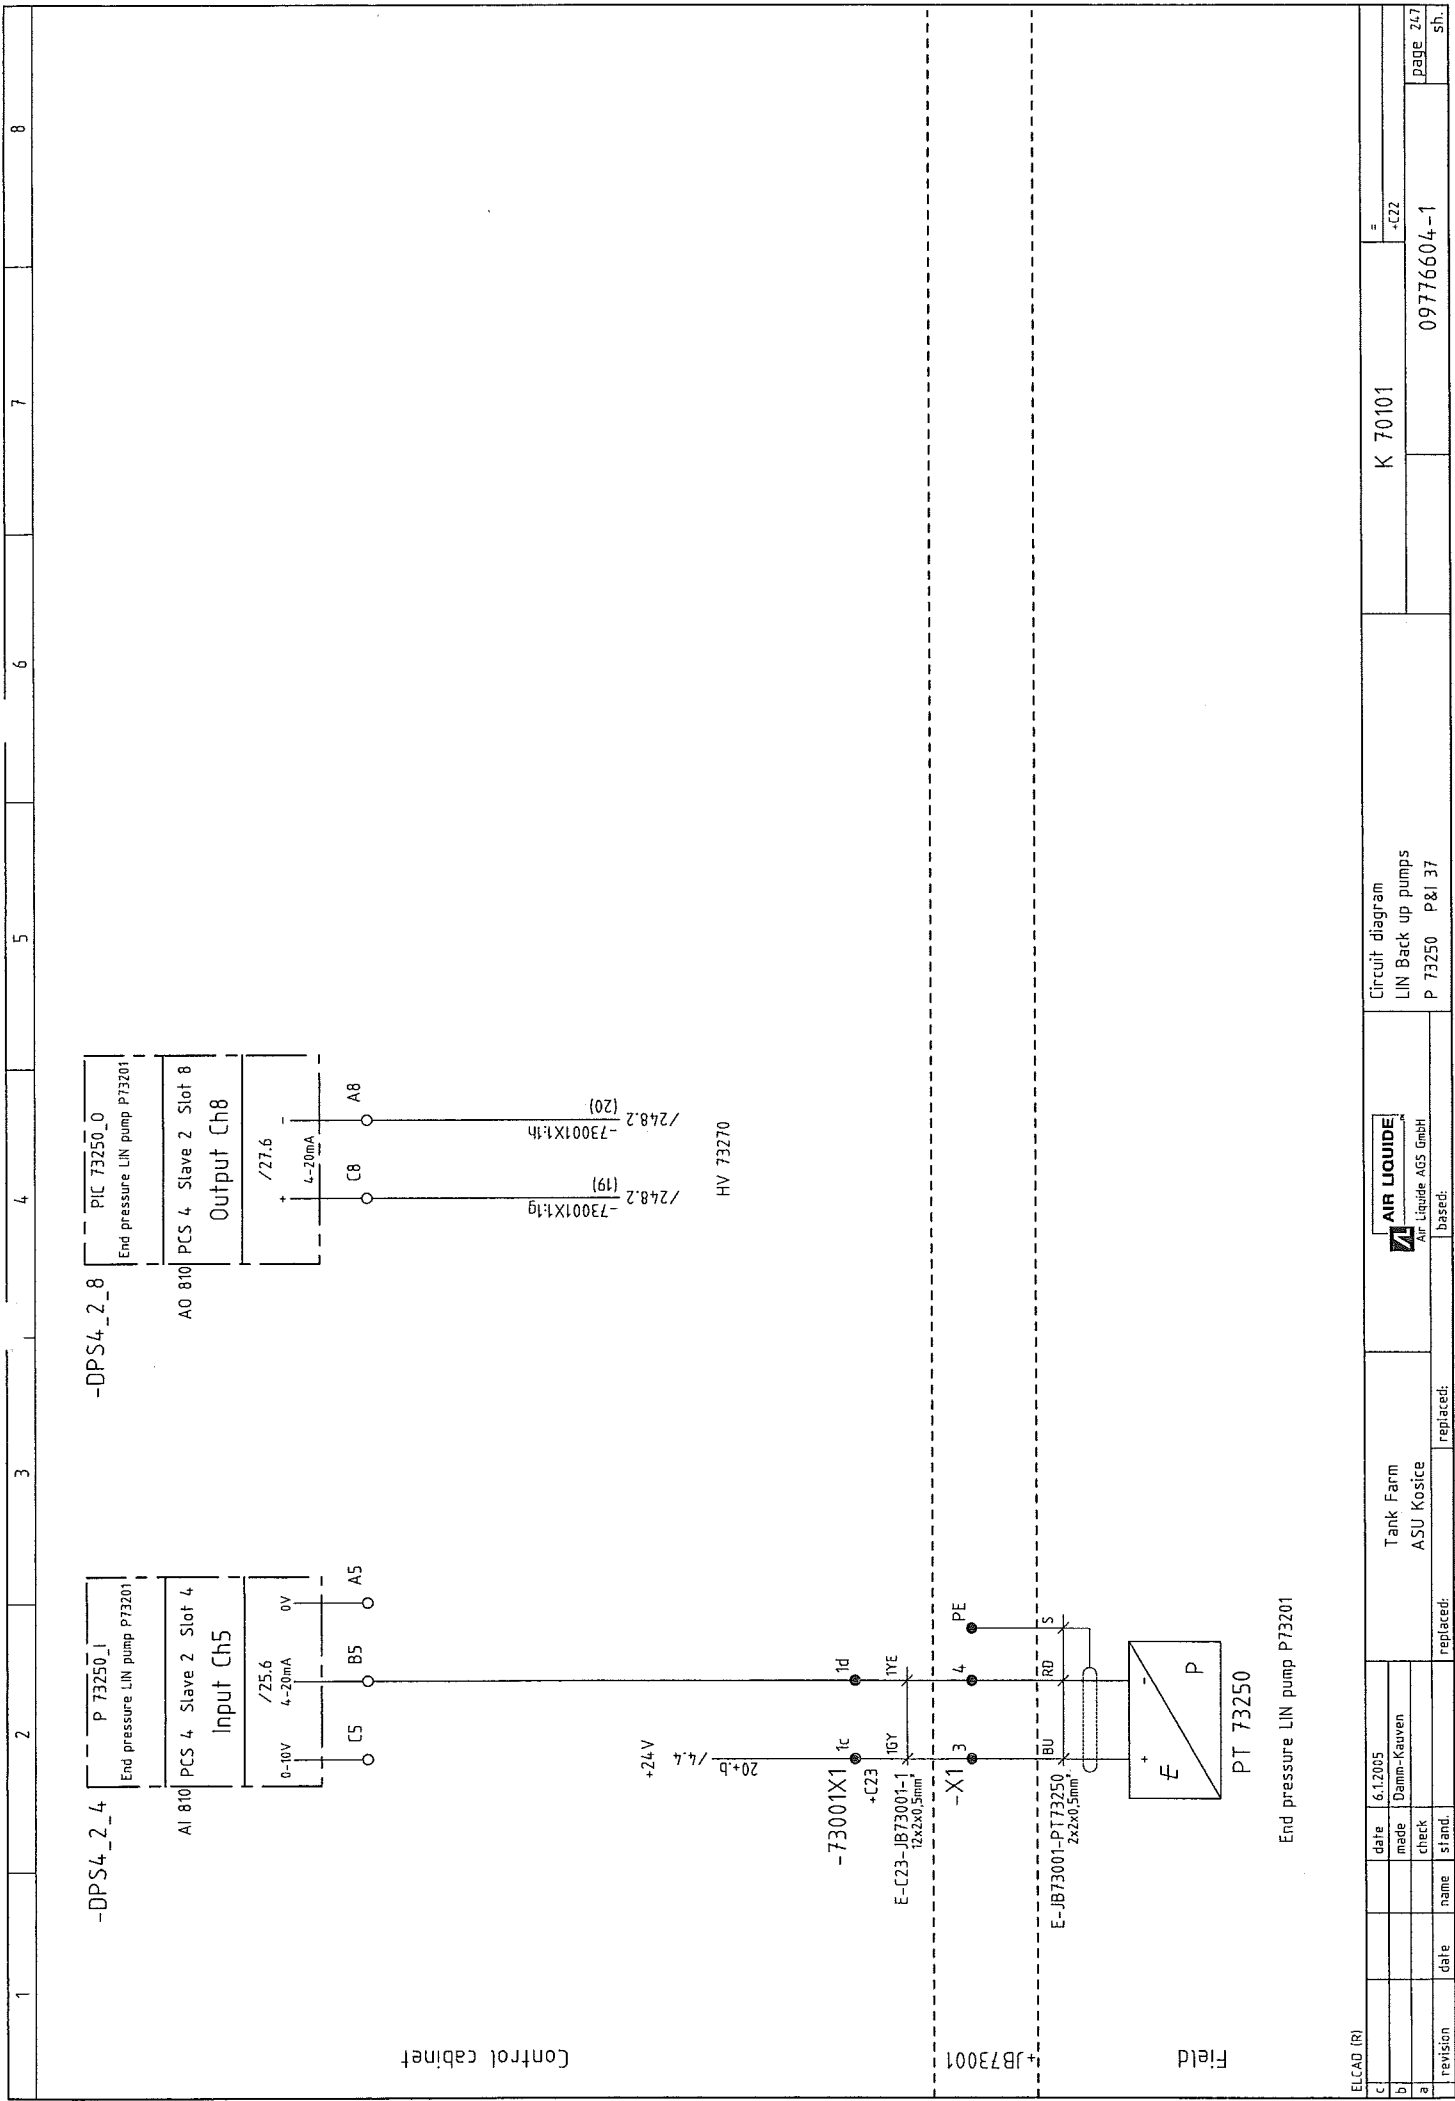 1 2 3 4 5 6 7 8
-DPS4_2_4
P 73250_I
End pressure LIN pump P73201
AI 810 PCS 4 Slave 2 Slot 4
Input Ch5
/25.6
0-10V 4-20mA 0V
C5 B5 A5
-DPS4_2_8
PIC 73250_O
End pressure LIN pump P73201
AO 810 PCS 4 Slave 2 Slot 8
Output Ch8
/27.6
+ 4-20mA -
C8 A8
-73001X1:1g
(19)
/248.2
-73001X1:1h
(20)
/248.2
HV 73270
Control cabinet
+24V
/4.4
20+.b
-73001X1 1c 1d
+C23
1GY 1YE
E-C23-JB73001-1
12x2x0,5mm²
+JB73001
-X1 3 4 PE
BU RD S
E-JB73001-PT73250
2x2x0,5mm²
Field
+ -
E P
PT 73250
End pressure LIN pump P73201
ELCAD (R)
c
b
a
revision date name
date 6.1.2005
made Damm-Kauven
check
stand.
Tank Farm
ASU Kosice
replaced: replaced:
AIR LIQUIDE
Air Liquide AGS GmbH
based:
Circuit diagram
LIN Back up pumps
P 73250 P&I 37
K 70101
=
+C22
09776604-1
page 247
sh.